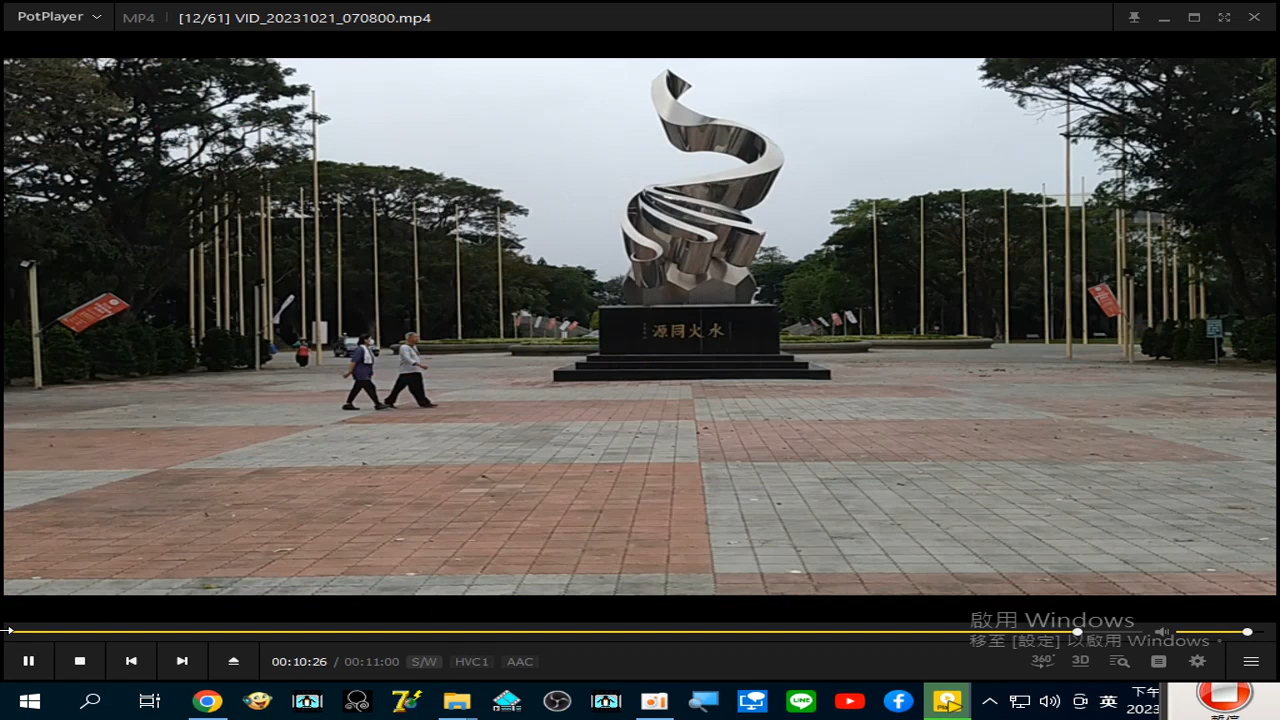 PotPlayer
MP4
[12/61] VID_20231021_070800.mp4
源同火水
啟用 Windows
移至 [設定] 以啟用 Windows。
00:10:26 / 00:11:00 S/W HVC1 AAC
360°
3D
英
下午
2023